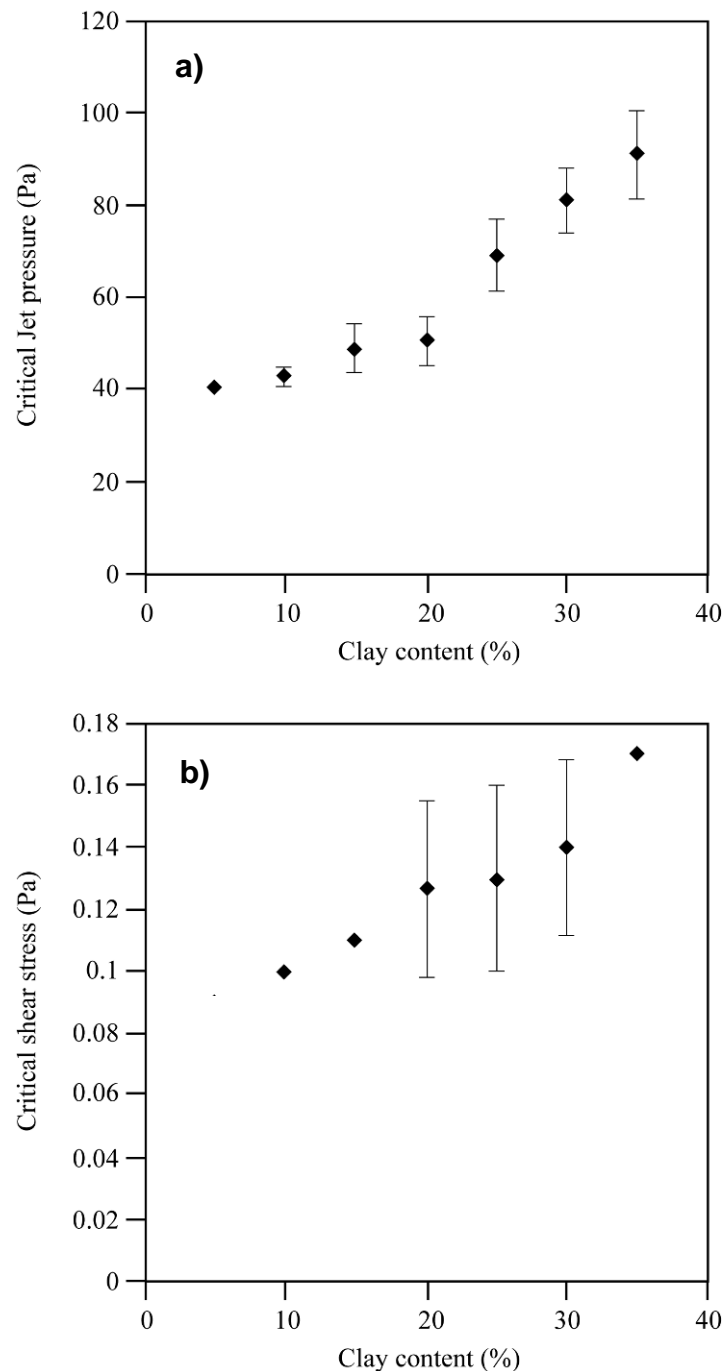 120
a)
100
80
60
40
20
0
Critical Jet pressure (Pa)
0 10 20 30 40
Clay content (%)
0.18
b)
0.16
0.14
0.12
0.1
0.08
0.06
0.04
0.02
0
Critical shear stress (Pa)
0 10 20 30 40
Clay content (%)